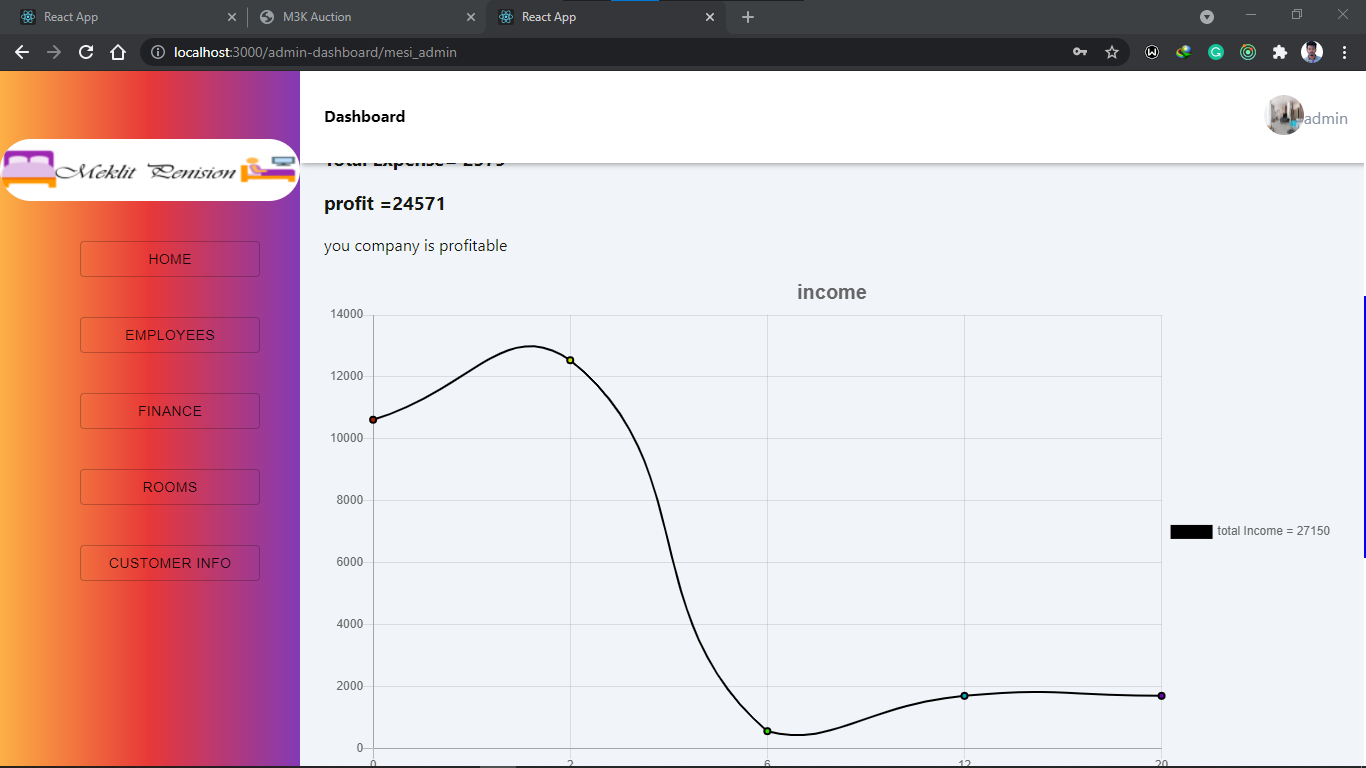 React App
M3K Auction
React App
localhost:3000/admin-dashboard/mesi_admin
Meklit Penision
HOME
EMPLOYEES
FINANCE
ROOMS
CUSTOMER INFO
Dashboard
admin
Total Expense= 2579
profit =24571
you company is profitable
income
14000
12000
10000
8000
6000
4000
2000
0
0 2 6 12 20
total Income = 27150